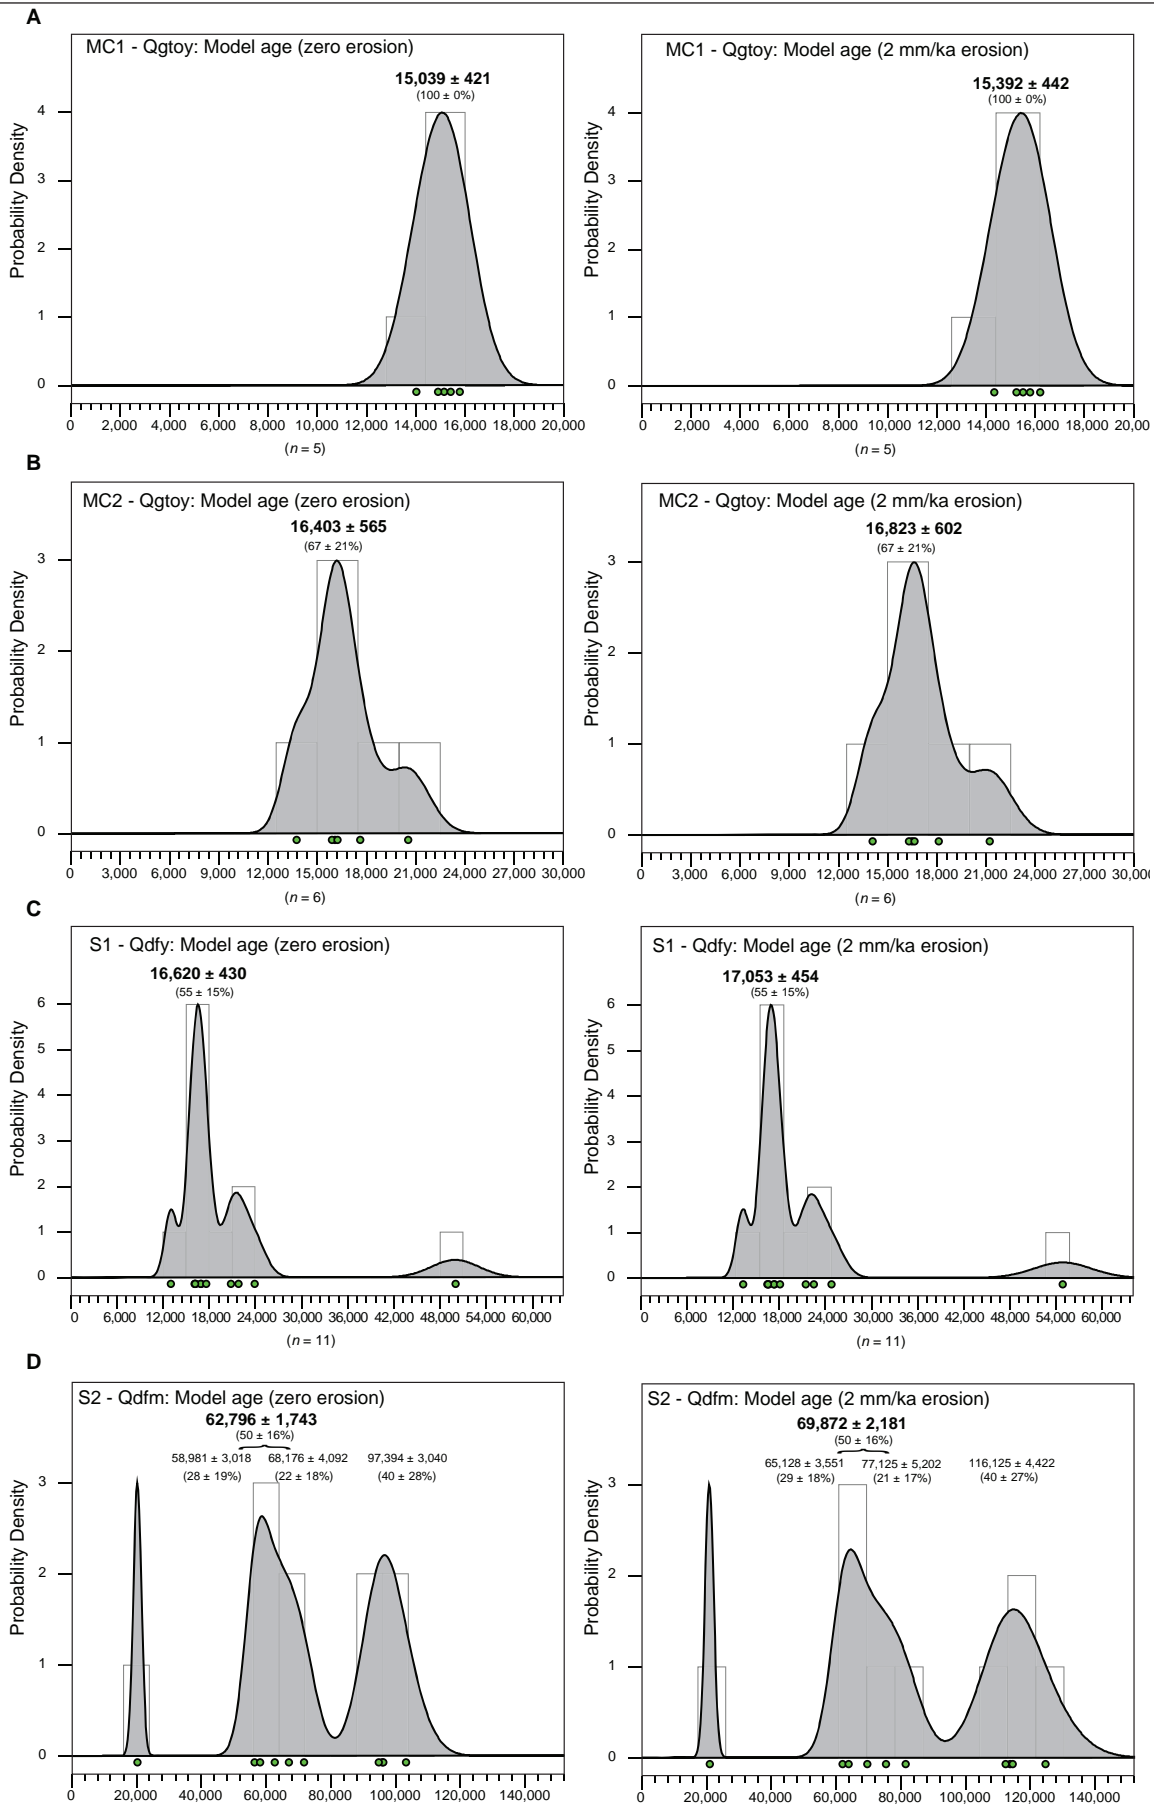 A
MC1 - Qgtoy: Model age (zero erosion)
15,039 ± 421
(100 ± 0%)
Probability Density
4
3
2
1
0
0 2,000 4,000 6,000 8,000 10,000 12,000 14,000 16,000 18,000 20,000
(n = 5)
MC1 - Qgtoy: Model age (2 mm/ka erosion)
15,392 ± 442
(100 ± 0%)
Probability Density
4
3
2
1
0
0 2,000 4,000 6,000 8,000 10,000 12,000 14,000 16,000 18,000 20,00
(n = 5)
B
MC2 - Qgtoy: Model age (zero erosion)
16,403 ± 565
(67 ± 21%)
Probability Density
3
2
1
0
0 3,000 6,000 9,000 12,000 15,000 18,000 21,000 24,000 27,000 30,000
(n = 6)
MC2 - Qgtoy: Model age (2 mm/ka erosion)
16,823 ± 602
(67 ± 21%)
Probability Density
3
2
1
0
0 3,000 6,000 9,000 12,000 15,000 18,000 21,000 24,000 27,000 30,00
(n = 6)
C
S1 - Qdfy: Model age (zero erosion)
16,620 ± 430
(55 ± 15%)
Probability Density
6
5
4
3
2
1
0
0 6,000 12,000 18,000 24,000 30,000 36,000 42,000 48,000 54,000 60,000
(n = 11)
S1 - Qdfy: Model age (2 mm/ka erosion)
17,053 ± 454
(55 ± 15%)
Probability Density
6
5
4
3
2
1
0
0 6,000 12,000 18,000 24,000 30,000 36,000 42,000 48,000 54,000 60,000
(n = 11)
D
S2 - Qdfm: Model age (zero erosion)
62,796 ± 1,743
(50 ± 16%)
58,981 ± 3,018 68,176 ± 4,092 97,394 ± 3,040
(28 ± 19%) (22 ± 18%) (40 ± 28%)
Probability Density
3
2
1
0
0 20,000 40,000 60,000 80,000 100,000 120,000 140,000
S2 - Qdfm: Model age (2 mm/ka erosion)
69,872 ± 2,181
(50 ± 16%)
65,128 ± 3,551 77,125 ± 5,202 116,125 ± 4,422
(29 ± 18%) (21 ± 17%) (40 ± 27%)
Probability Density
3
2
1
0
0 20,000 40,000 60,000 80,000 100,000 120,000 140,000